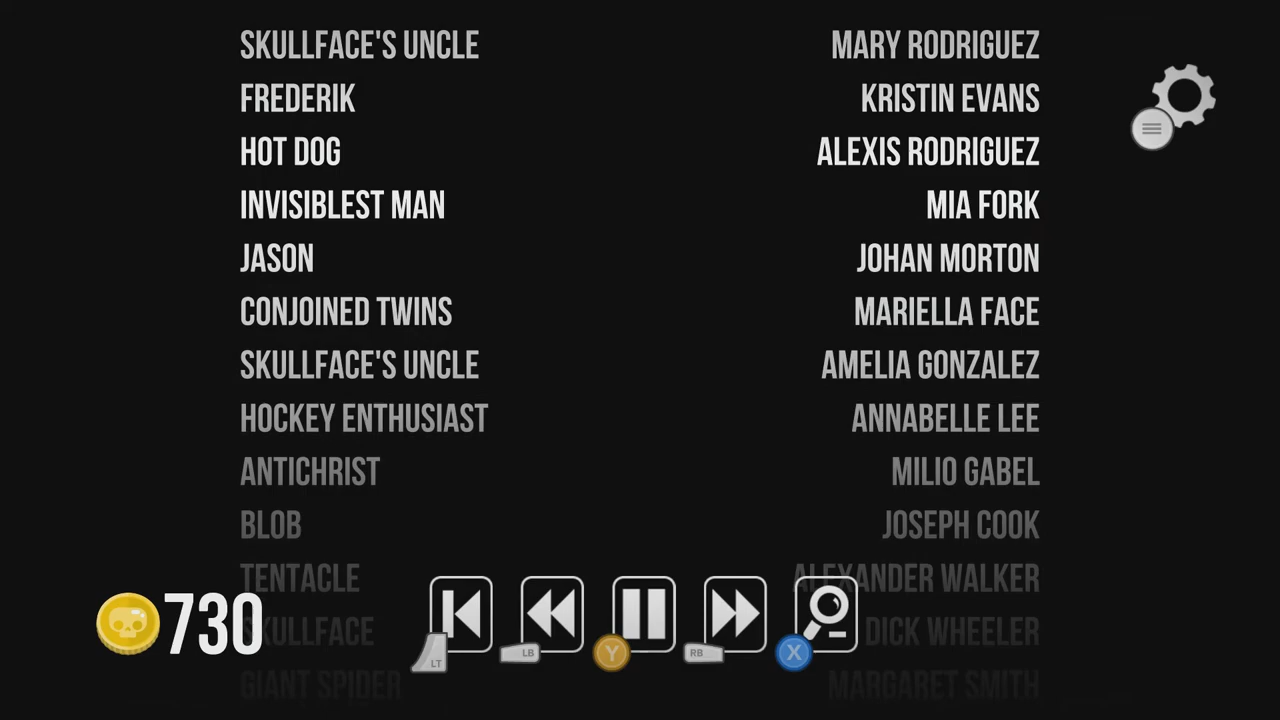 SKULLFACE'S UNCLE MARY RODRIGUEZ
FREDERIK KRISTIN EVANS
HOT DOG ALEXIS RODRIGUEZ
INVISIBLEST MAN MIA FORK
JASON JOHAN MORTON
CONJOINED TWINS MARIELLA FACE
SKULLFACE'S UNCLE AMELIA GONZALEZ
HOCKEY ENTHUSIAST ANNABELLE LEE
ANTICHRIST MILIO GABEL
BLOB JOSEPH COOK
TENTACLE ALEXANDER WALKER
SKULLFACE DICK WHEELER
GIANT SPIDER MARGARET SMITH
730
LT LB Y RB X